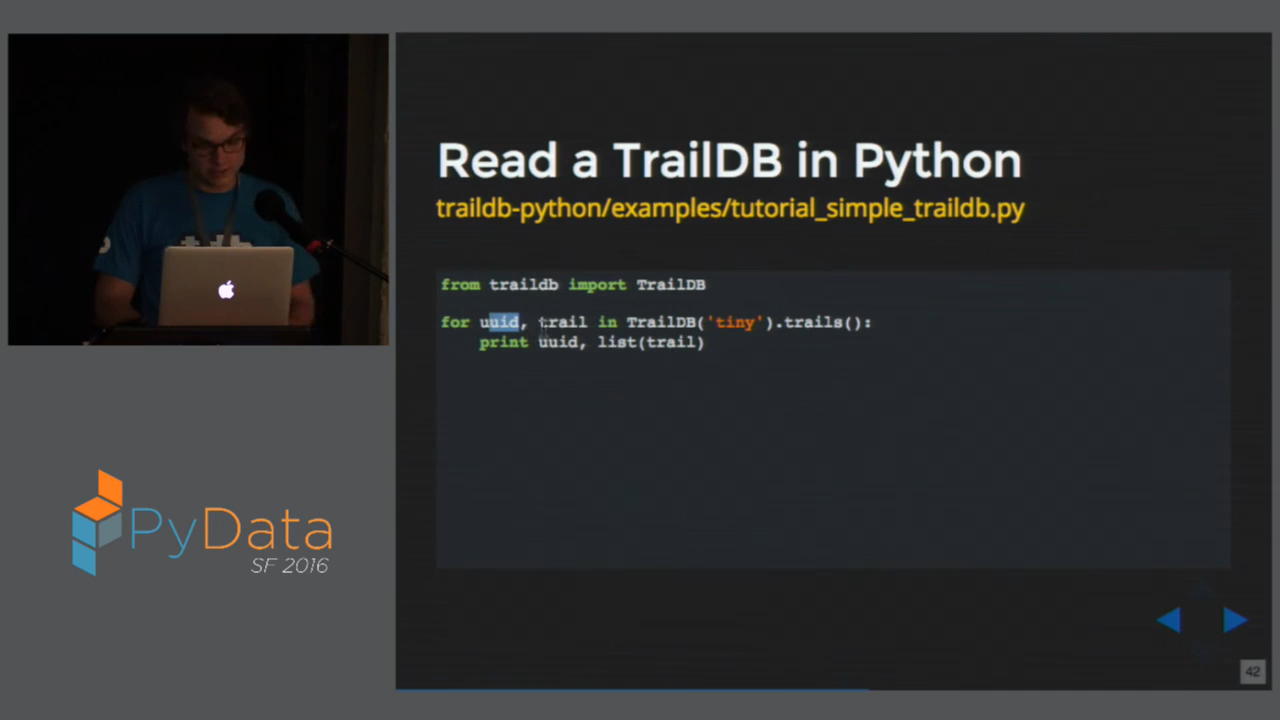 Read a TrailDB in Python
traildb-python/examples/tutorial_simple_traildb.py
from traildb import TrailDB
for uuid, trail in TrailDB('tiny').trails():
    print uuid, list(trail)
PyData
SF 2016
42